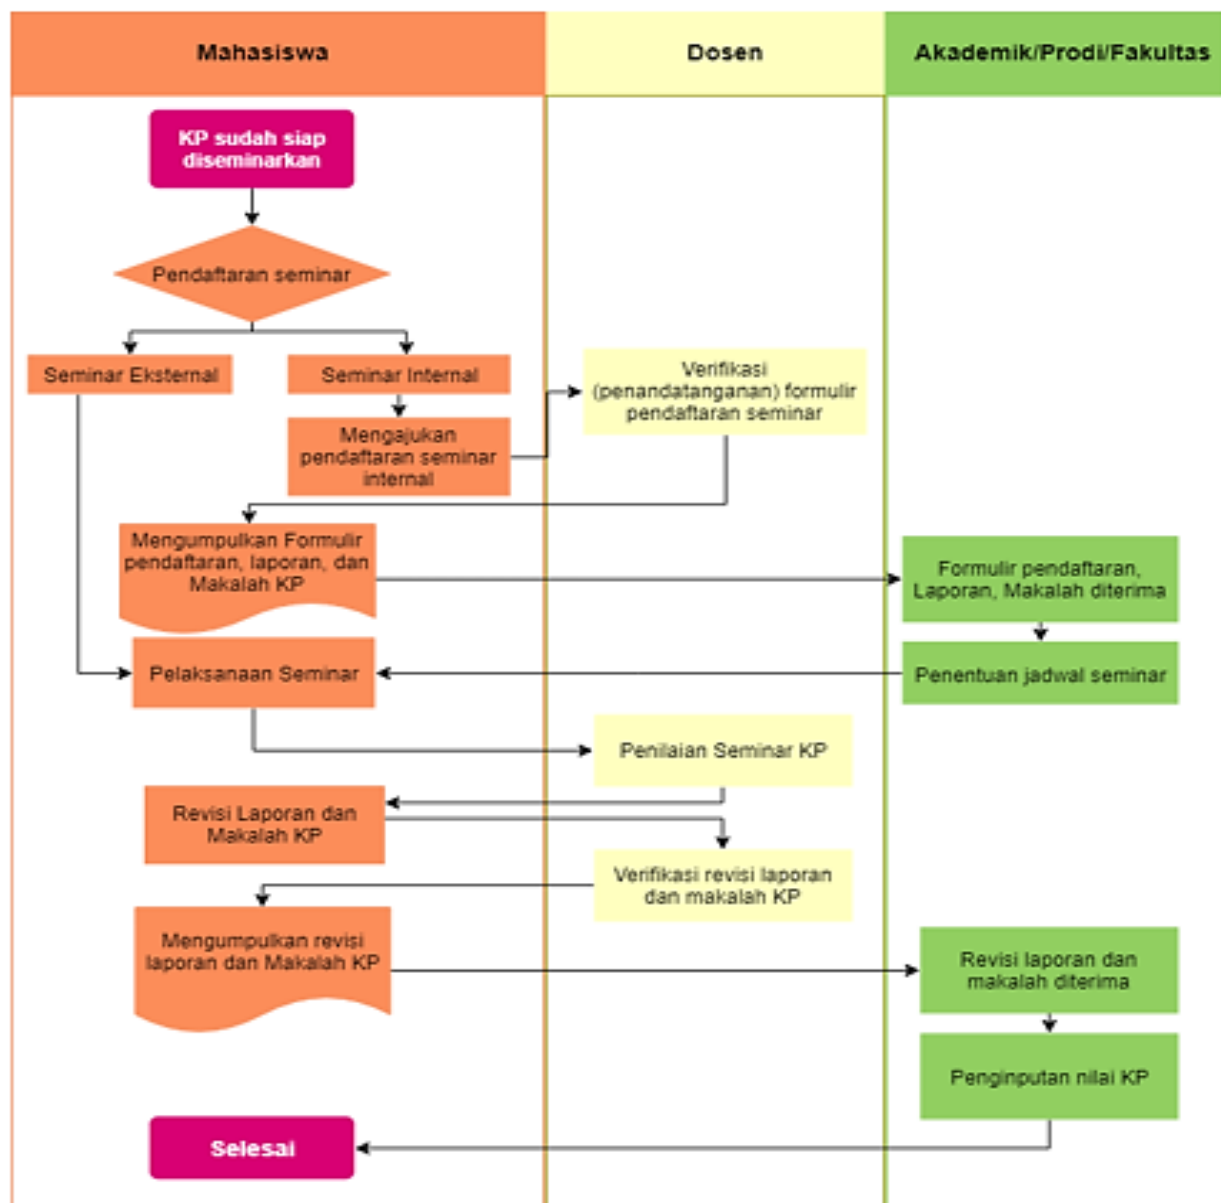 Mahasiswa
Dosen
Akademik/Prodi/Fakultas
KP sudah siap
diseminarkan
Pendaftaran seminar
Seminar Eksternal
Seminar Internal
Mengajukan
pendaftaran seminar
internal
Verifikasi
(penandatanganan) formulir
pendaftaran seminar
Mengumpulkan Formulir
pendaftaran, laporan, dan
Makalah KP
Formulir pendaftaran,
Laporan, Makalah diterima
Penentuan jadwal seminar
Pelaksanaan Seminar
Penilaian Seminar KP
Revisi Laporan dan
Makalah KP
Verifikasi revisi laporan
dan makalah KP
Mengumpulkan revisi
laporan dan Makalah KP
Revisi laporan dan
makalah diterima
Penginputan nilai KP
Selesai